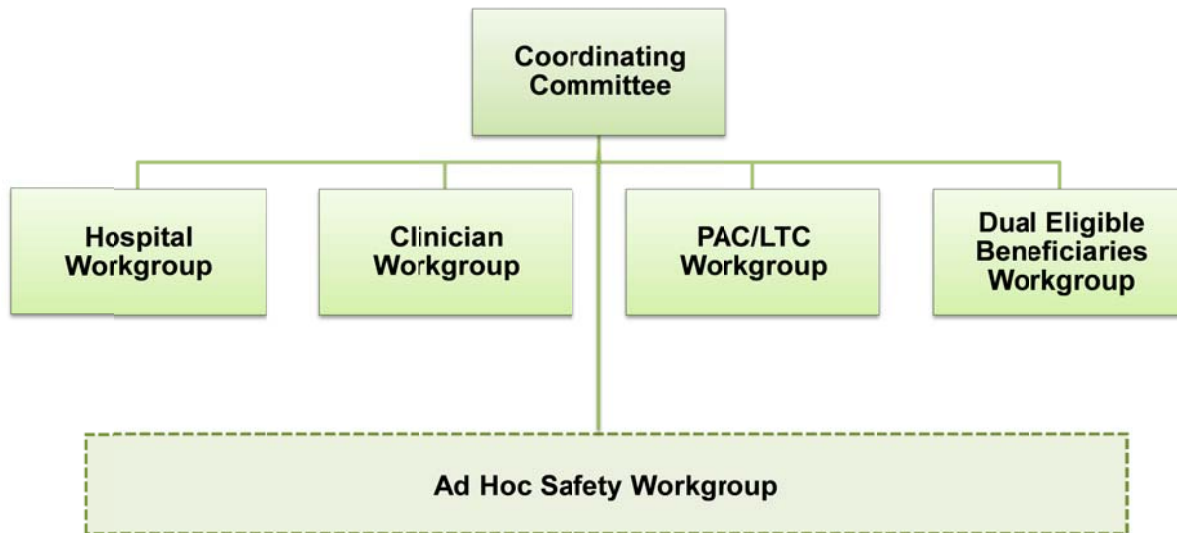 Coordinating
Committee
Hospital
Workgroup
Clinician
Workgroup
PAC/LTC
Workgroup
Dual Eligible
Beneficiaries
Workgroup
Ad Hoc Safety Workgroup